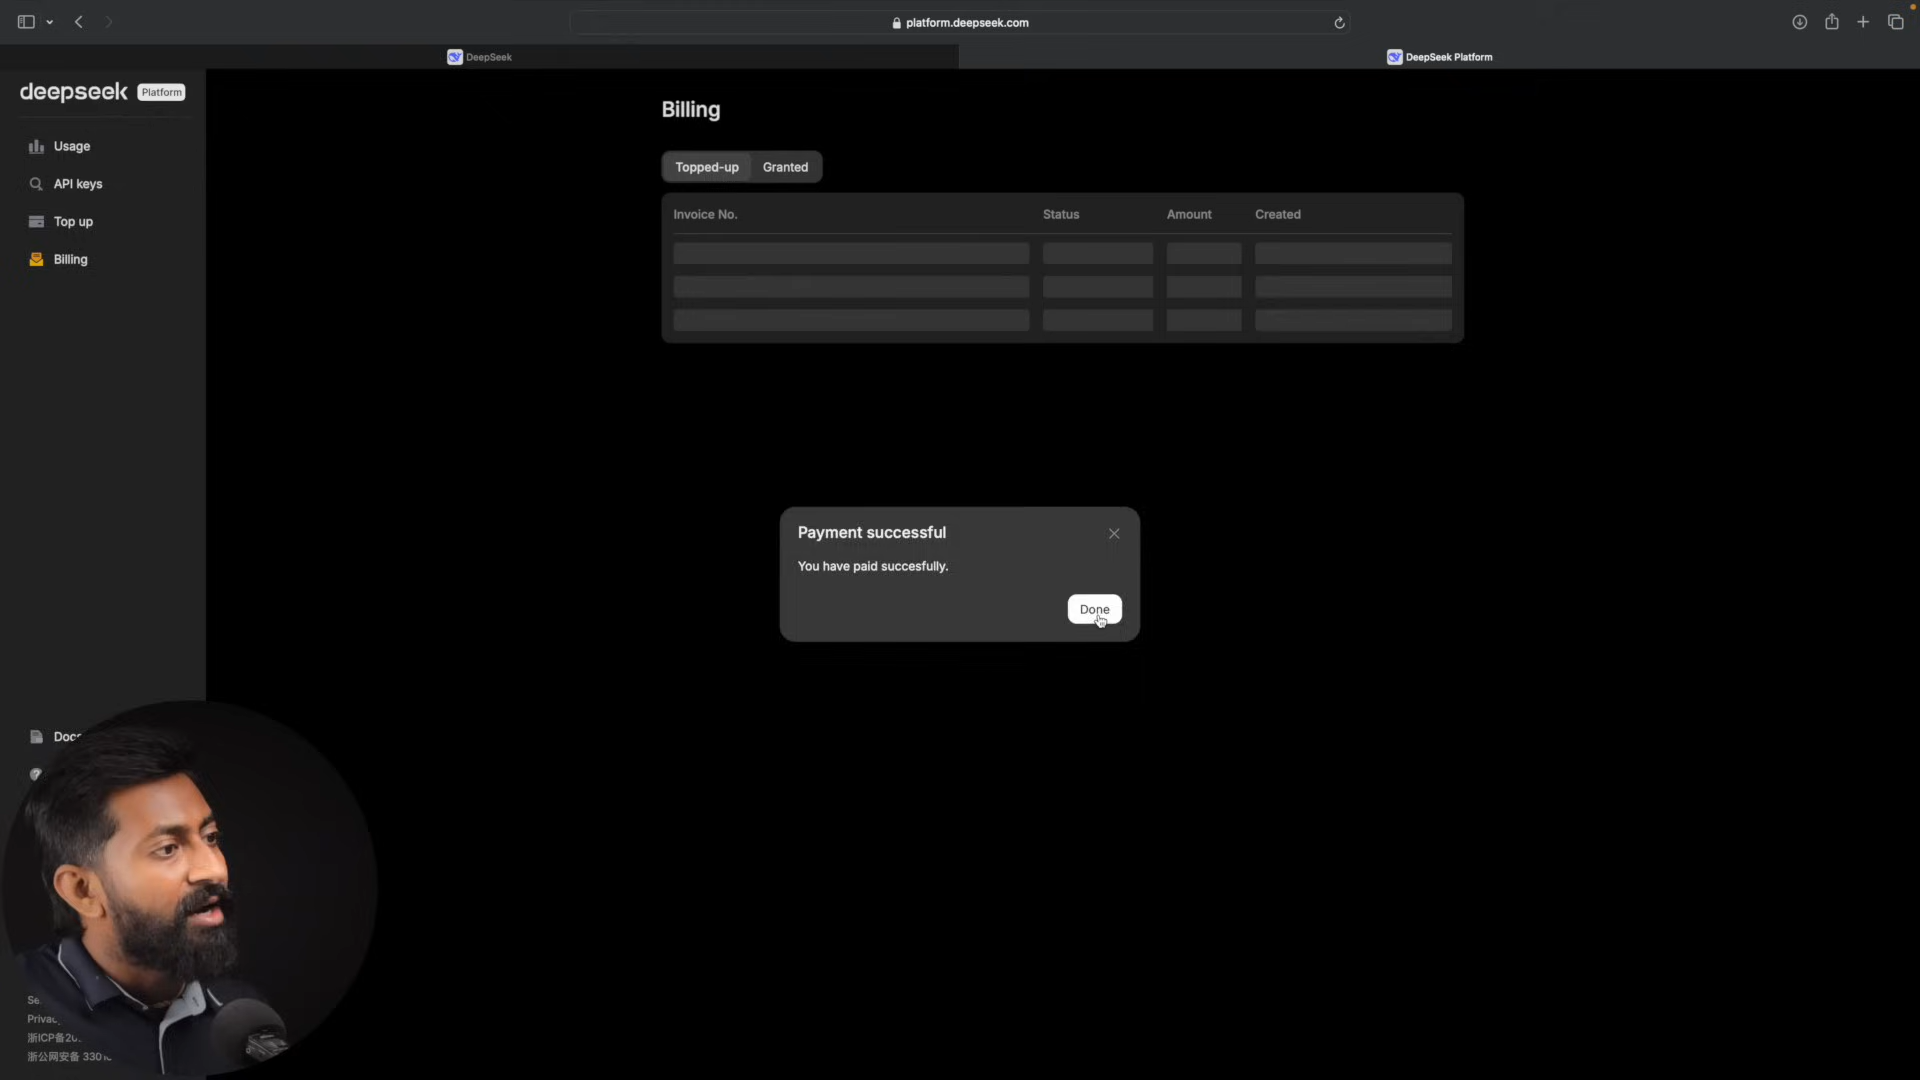 platform.deepseek.com
DeepSeek
DeepSeek Platform
deepseek Platform
Usage
API keys
Top up
Billing
Billing
Topped-up Granted
Invoice No. Status Amount Created
Payment successful
You have paid succesfully.
Done